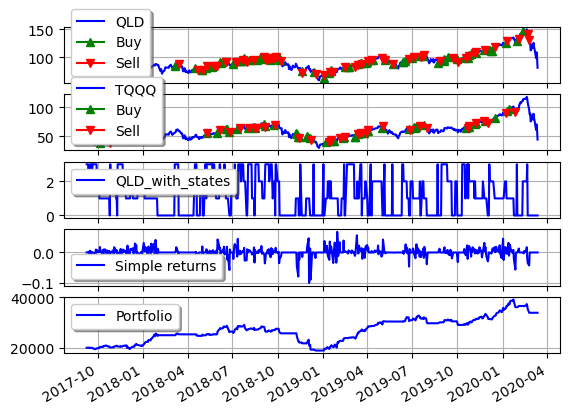 150
100
QLD
Buy
Sell
100
50
TQQQ
Buy
Sell
2
0
QLD_with_states
0.0
−0.1
Simple returns
40000
20000
Portfolio
2017-10
2018-01
2018-04
2018-07
2018-10
2019-01
2019-04
2019-07
2019-10
2020-01
2020-04